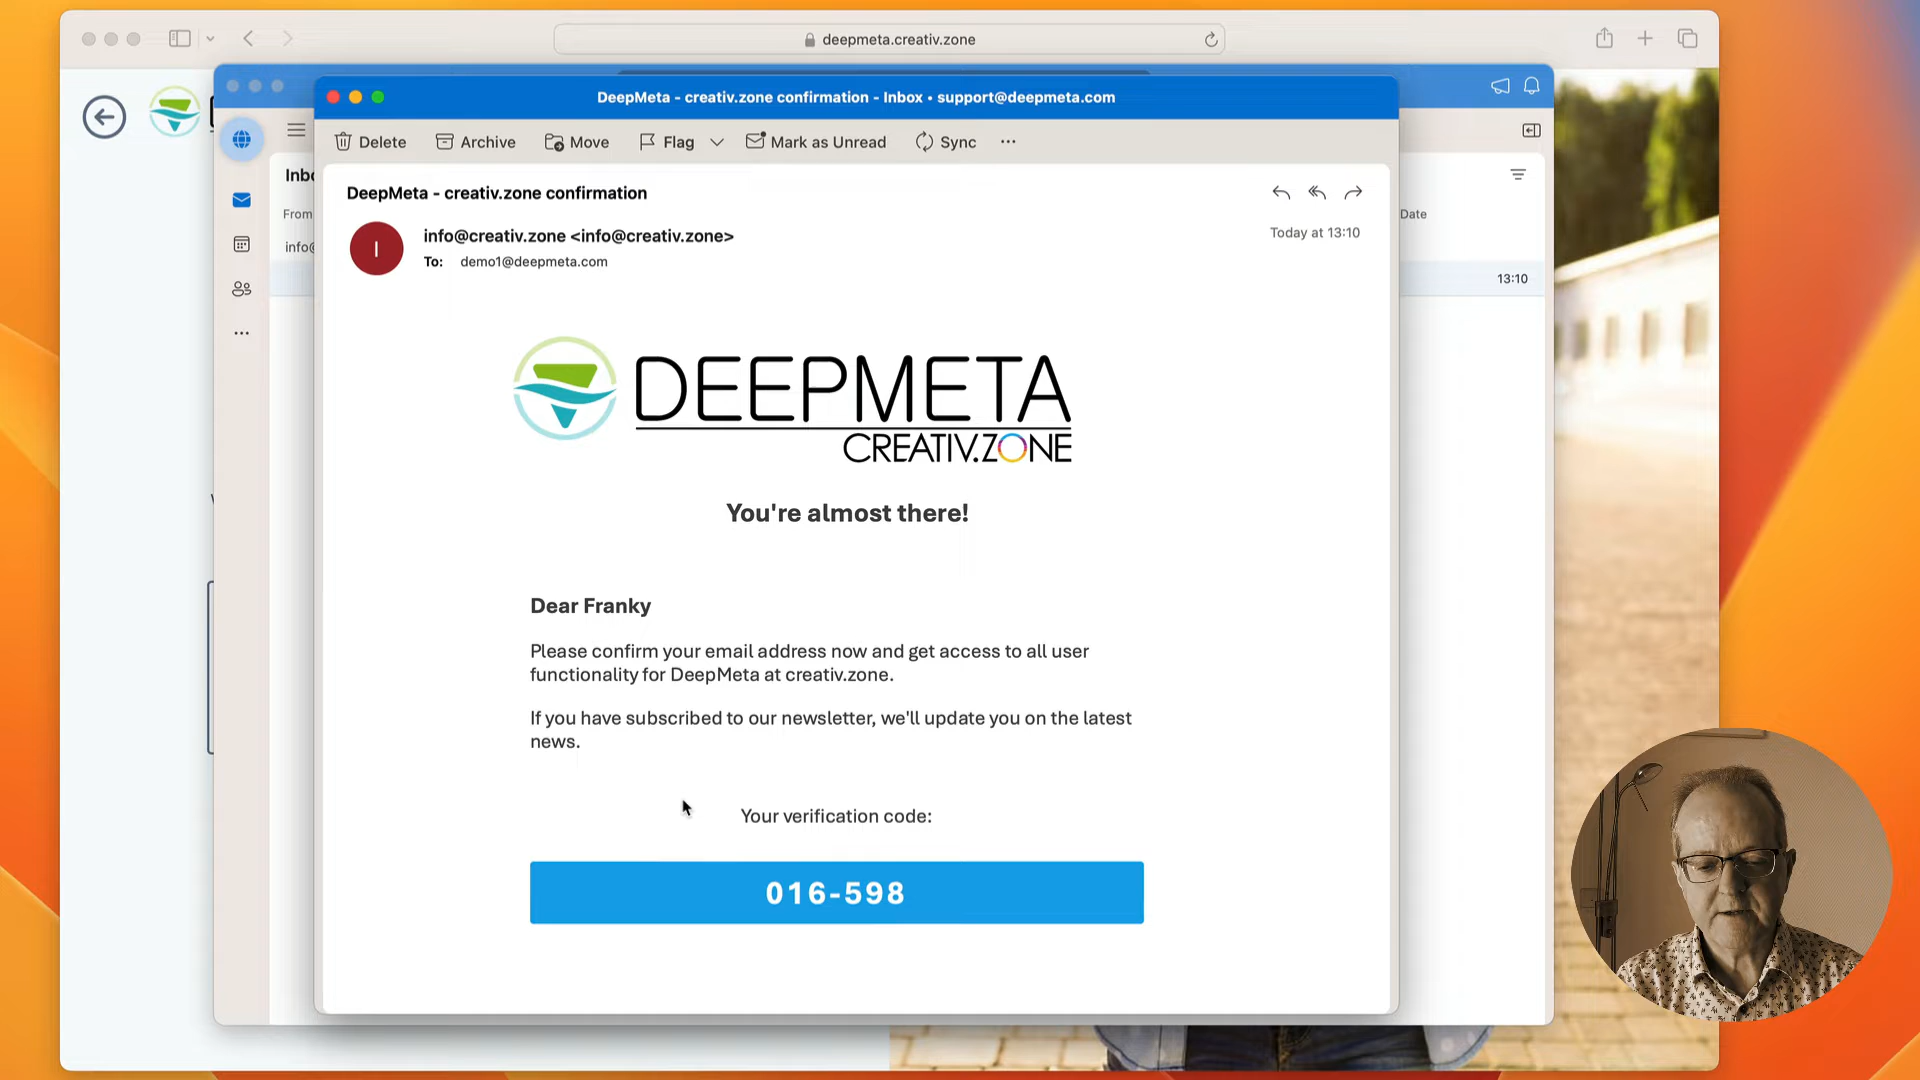 deepmeta.creativ.zone
DeepMeta - creativ.zone confirmation - Inbox • support@deepmeta.com
Delete
Archive
Move
Flag
Mark as Unread
Sync
DeepMeta - creativ.zone confirmation
I
info@creativ.zone <info@creativ.zone>
Today at 13:10
To: demo1@deepmeta.com
From
Date
info@
13:10
DEEPMETA
CREATIV.ZONE
You're almost there!
Dear Franky
Please confirm your email address now and get access to all user
functionality for DeepMeta at creativ.zone.
If you have subscribed to our newsletter, we'll update you on the latest
news.
Your verification code:
016-598